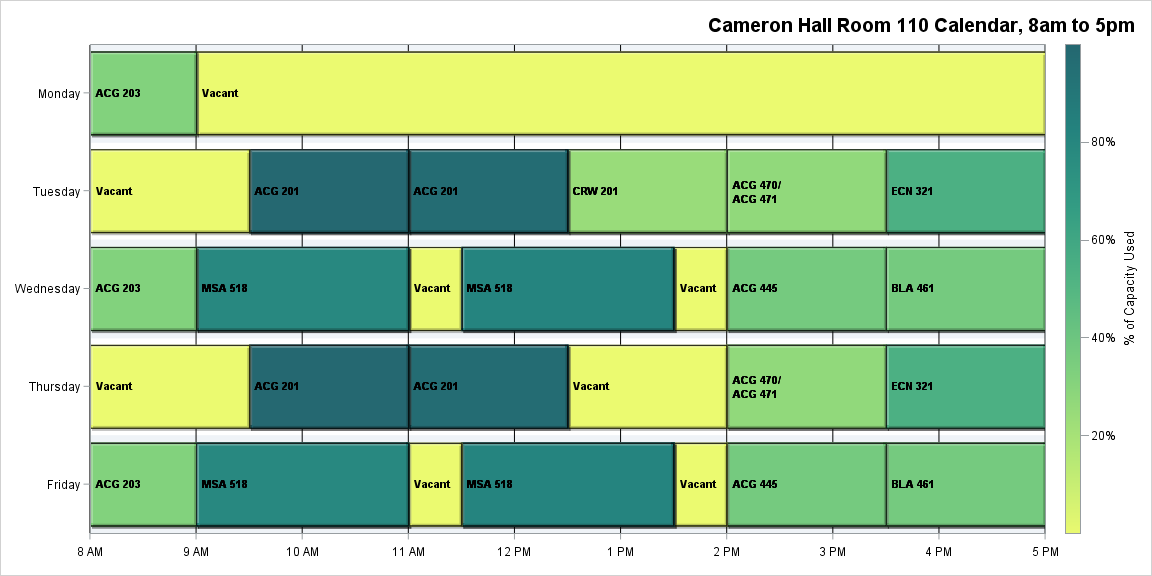 Cameron Hall Room 110 Calendar, 8am to 5pm
Monday
ACG 203
Vacant
Tuesday
Vacant
ACG 201
ACG 201
CRW 201
ACG 470/
ACG 471
ECN 321
Wednesday
ACG 203
MSA 518
Vacant
MSA 518
Vacant
ACG 445
BLA 461
Thursday
Vacant
ACG 201
ACG 201
Vacant
ACG 470/
ACG 471
ECN 321
Friday
ACG 203
MSA 518
Vacant
MSA 518
Vacant
ACG 445
BLA 461
8 AM
9 AM
10 AM
11 AM
12 PM
1 PM
2 PM
3 PM
4 PM
5 PM
80%
60%
40%
20%
% of Capacity Used